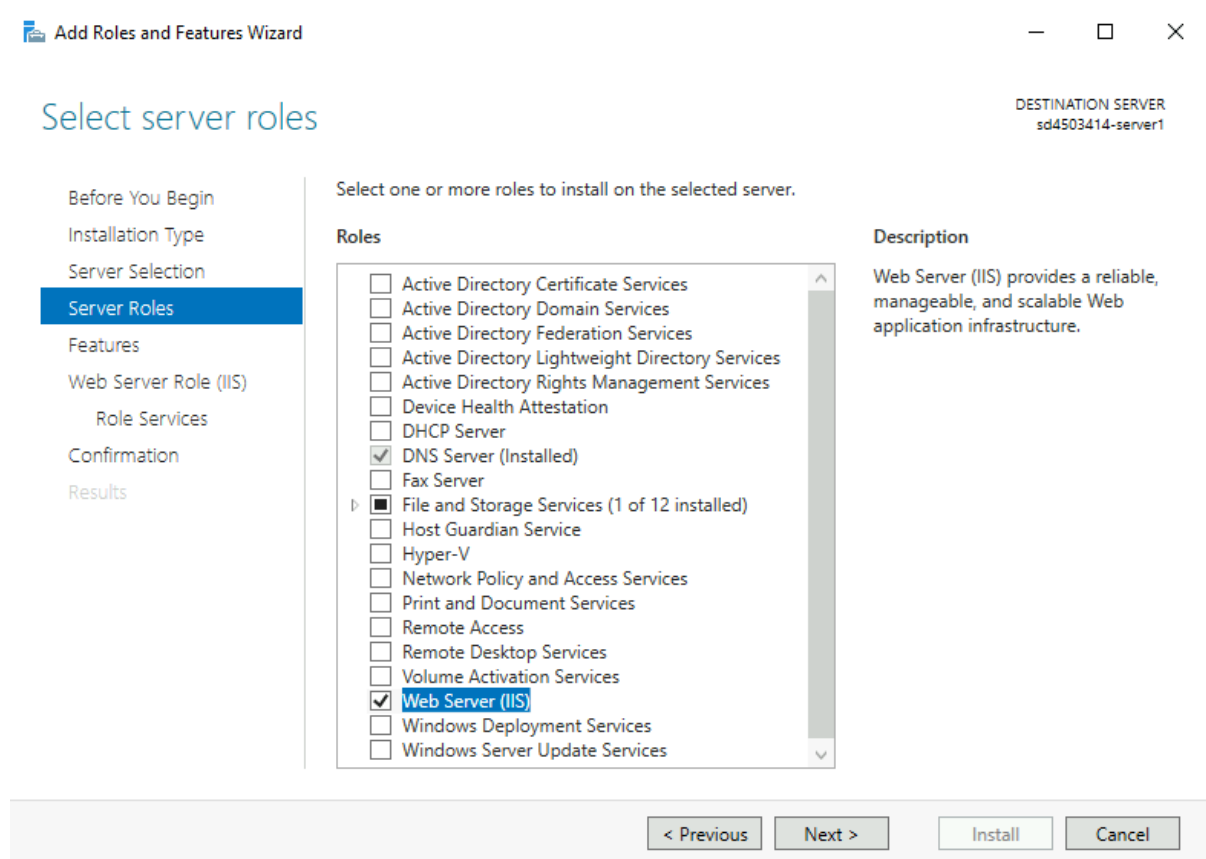 Add Roles and Features Wizard
Select server roles
DESTINATION SERVER
sd4503414-server1
Before You Begin
Installation Type
Server Selection
Server Roles
Features
Web Server Role (IIS)
Role Services
Confirmation
Results
Select one or more roles to install on the selected server.
Roles
Active Directory Certificate Services
Active Directory Domain Services
Active Directory Federation Services
Active Directory Lightweight Directory Services
Active Directory Rights Management Services
Device Health Attestation
DHCP Server
DNS Server (Installed)
Fax Server
File and Storage Services (1 of 12 installed)
Host Guardian Service
Hyper-V
Network Policy and Access Services
Print and Document Services
Remote Access
Remote Desktop Services
Volume Activation Services
Web Server (IIS)
Windows Deployment Services
Windows Server Update Services
Description
Web Server (IIS) provides a reliable,
manageable, and scalable Web
application infrastructure.
< Previous
Next >
Install
Cancel